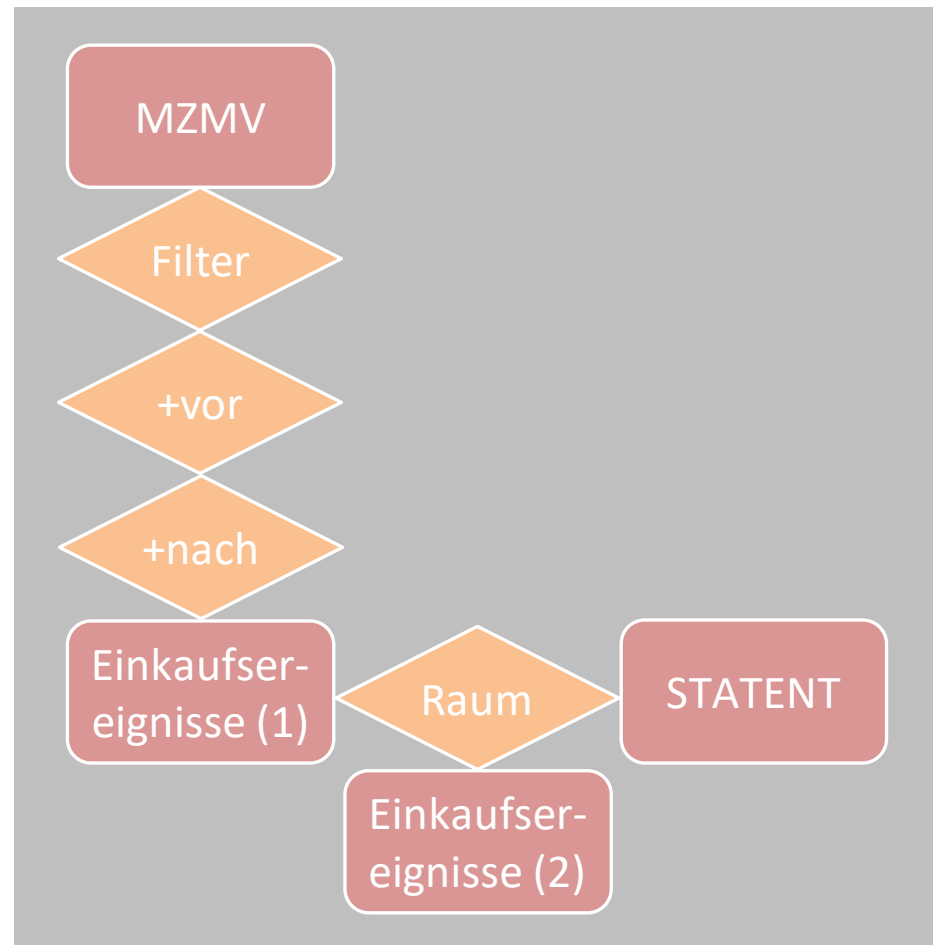 MZMV
Filter
+vor
+nach
Einkaufser-
eignisse (1)
Raum
STATENT
Einkaufser-
eignisse (2)